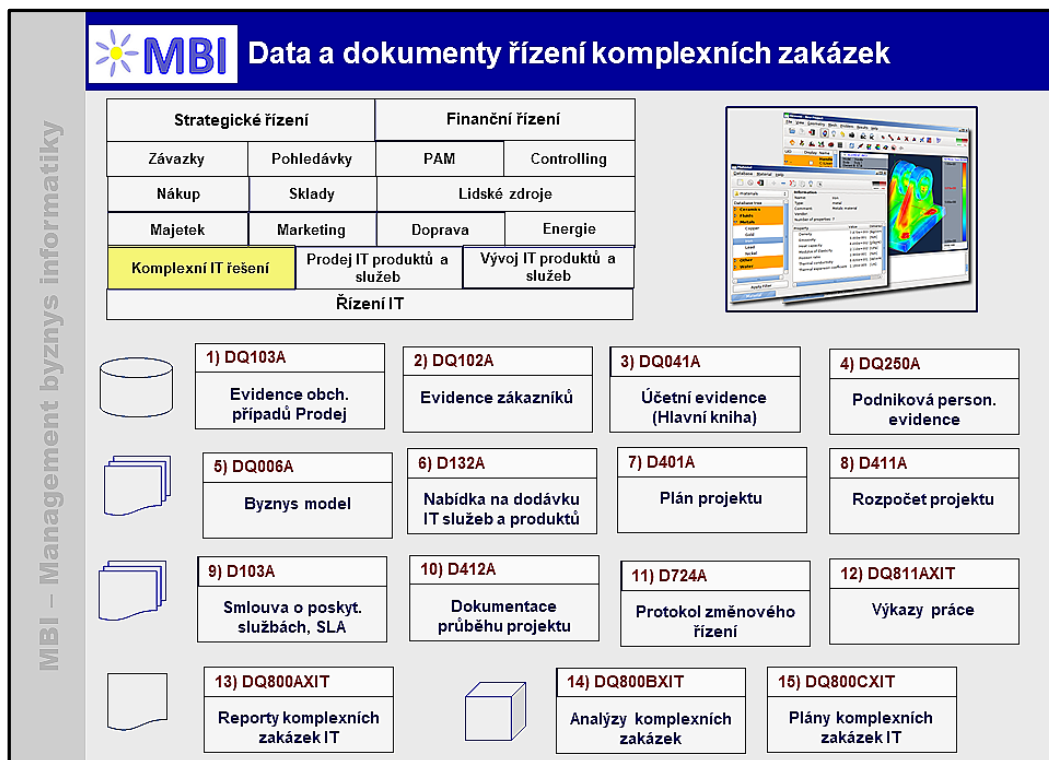 MBI Data a dokumenty řízení komplexních zakázek
MBI – Management byznys informatiky
Strategické řízení
Finanční řízení
Závazky
Pohledávky
PAM
Controlling
Nákup
Sklady
Lidské zdroje
Majetek
Marketing
Doprava
Energie
Komplexní IT řešení
Prodej IT produktů a
služeb
Vývoj IT produktů a
služeb
Řízení IT
1) DQ103A
Evidence obch.
případů Prodej
2) DQ102A
Evidence zákazníků
3) DQ041A
Účetní evidence
(Hlavní kniha)
4) DQ250A
Podniková person.
evidence
5) DQ006A
Byznys model
6) D132A
Nabídka na dodávku
IT služeb a produktů
7) D401A
Plán projektu
8) D411A
Rozpočet projektu
9) D103A
Smlouva o poskyt.
službách, SLA
10) D412A
Dokumentace
průběhu projektu
11) D724A
Protokol změnového
řízení
12) DQ811AXIT
Výkazy práce
13) DQ800AXIT
Reporty komplexních
zakázek IT
14) DQ800BXIT
Analýzy komplexních
zakázek
15) DQ800CXIT
Plány komplexních
zakázek IT